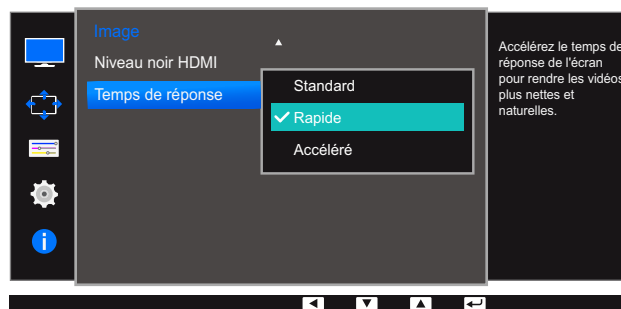 Image
Niveau noir HDMI
Temps de réponse
Standard
Rapide
Accéléré
Accélérez le temps de
réponse de l'écran
pour rendre les vidéos
plus nettes et
naturelles.